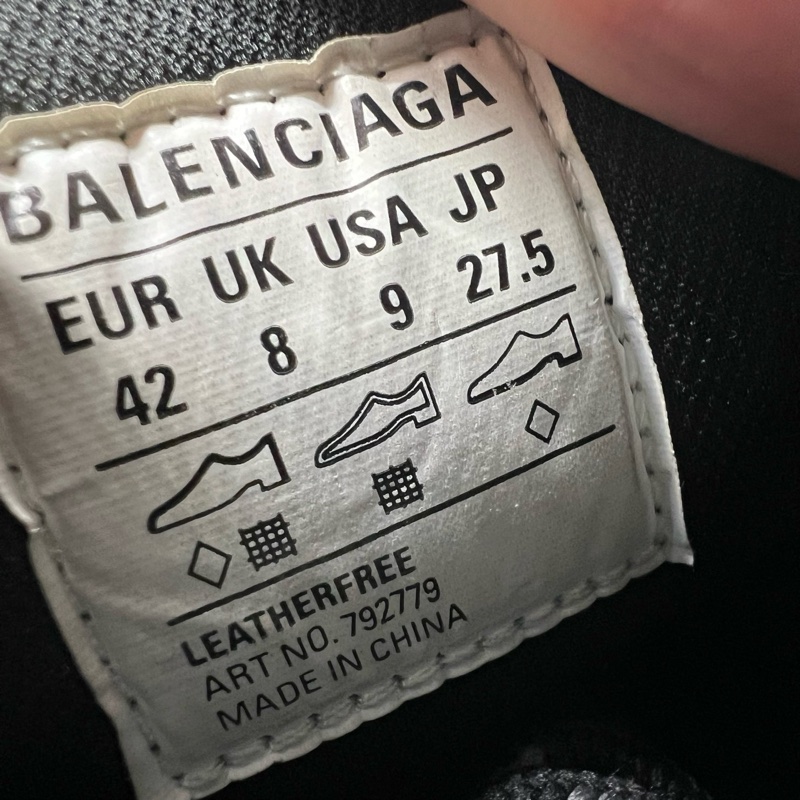 BALENCIAGA
EUR UK USA JP
42 8 9 27.5
LEATHERFREE
ART NO. 792779
MADE IN CHINA